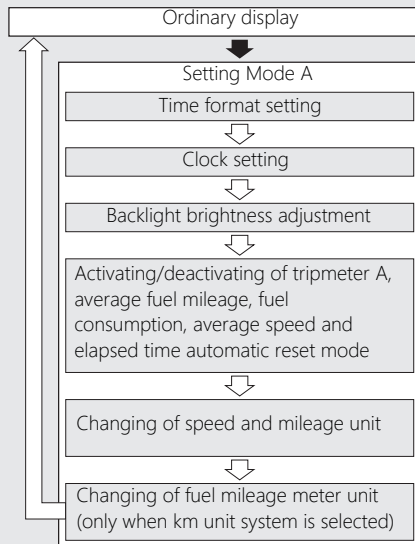 Ordinary display
Setting Mode A
Time format setting
Clock setting
Backlight brightness adjustment
Activating/deactivating of tripmeter A,
average fuel mileage, fuel
consumption, average speed and
elapsed time automatic reset mode
Changing of speed and mileage unit
Changing of fuel mileage meter unit
(only when km unit system is selected)